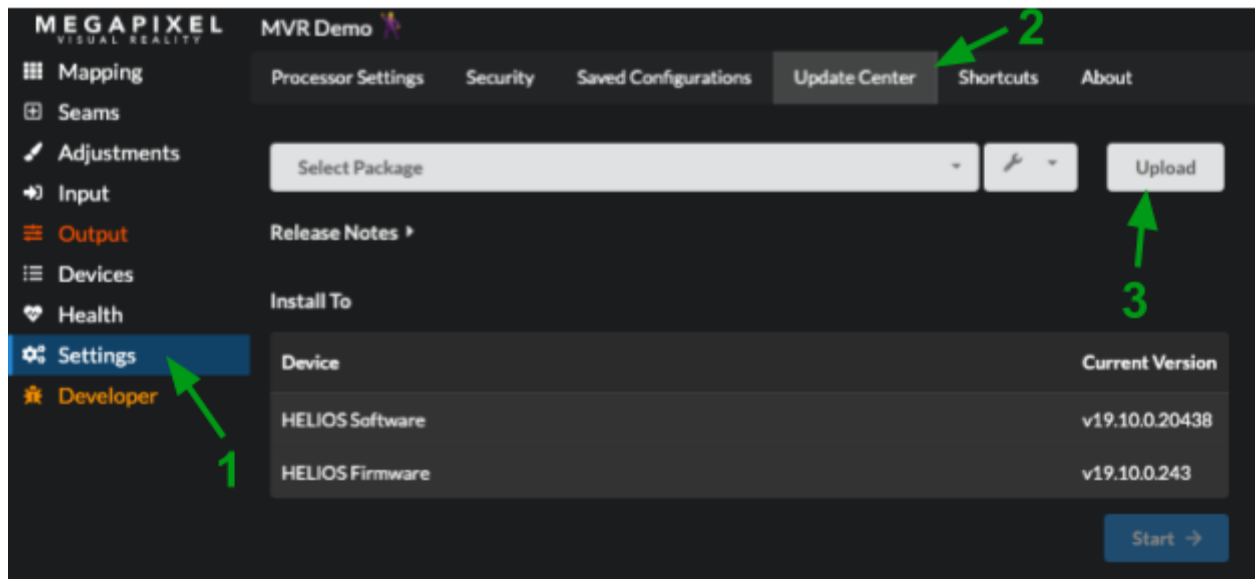 MEGAPIXEL
VISUAL REALITY
MVR Demo
2
Mapping
Processor Settings Security Saved Configurations Update Center Shortcuts About
Seams
Adjustments
Select Package Upload
Input
Output
Release Notes
Devices
3
Install To
Health
Settings
Device Current Version
Developer
HELIOS Software v19.10.0.20438
1
HELIOS Firmware v19.10.0.243
Start →